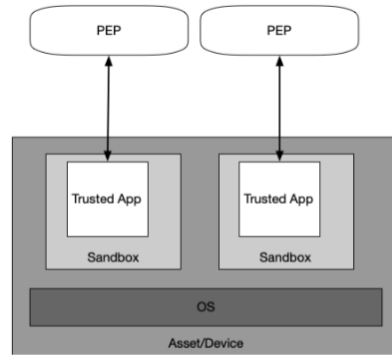 PEP
PEP
Trusted App
Trusted App
Sandbox
Sandbox
OS
Asset/Device